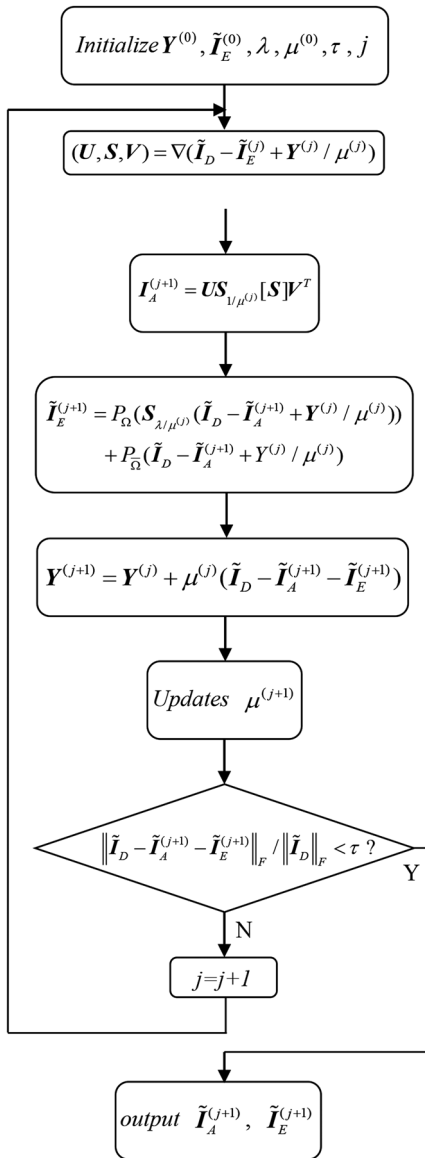 Initialize Y^{(0)}, Ĩ_E^{(0)}, λ, μ^{(0)}, τ, j
(U,S,V) = ∇(Ĩ_D − Ĩ_E^{(j)} + Y^{(j)} / μ^{(j)})
I_A^{(j+1)} = US_{1/μ^{(j)}}[S]V^T
Ĩ_E^{(j+1)} = P_Ω(S_{λ/μ^{(j)}}(Ĩ_D − Ĩ_A^{(j+1)} + Y^{(j)} / μ^{(j)}))
+ P_{Ω̄}(Ĩ_D − Ĩ_A^{(j+1)} + Y^{(j)} / μ^{(j)})
Y^{(j+1)} = Y^{(j)} + μ^{(j)}(Ĩ_D − Ĩ_A^{(j+1)} − Ĩ_E^{(j+1)})
Updates μ^{(j+1)}
‖Ĩ_D − Ĩ_A^{(j+1)} − Ĩ_E^{(j+1)}‖_F / ‖Ĩ_D‖_F < τ ?
Y
N
j=j+1
output Ĩ_A^{(j+1)}, Ĩ_E^{(j+1)}